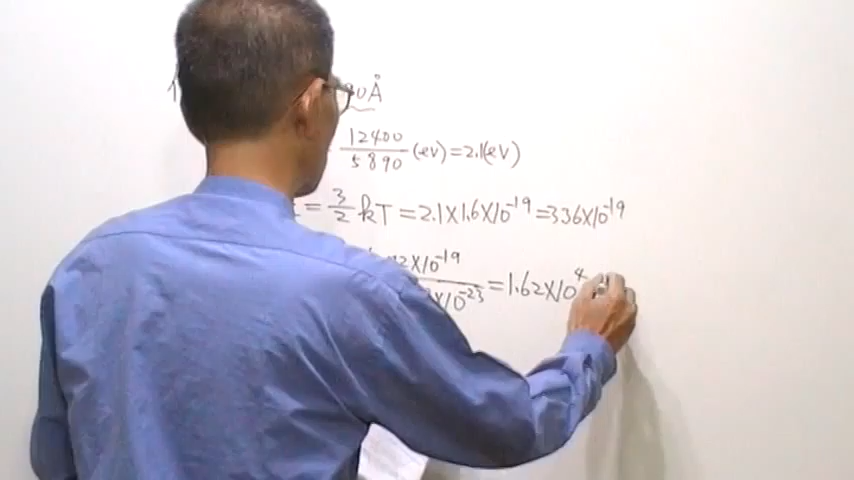 0Å
12400/5890 (eV) = 2.1(eV)
= 3/2 kT = 2.1X1.6X10⁻¹⁹ = 3.36X10⁻¹⁹
2X10⁻¹⁹/X10⁻²³ = 1.62X10⁴